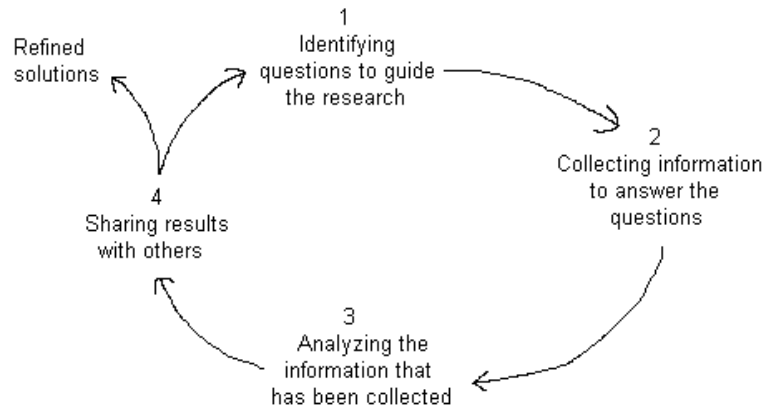 1
Identifying
questions to guide
the research
2
Collecting information
to answer the
questions
3
Analyzing the
information that
has been collected
4
Sharing results
with others
Refined
solutions